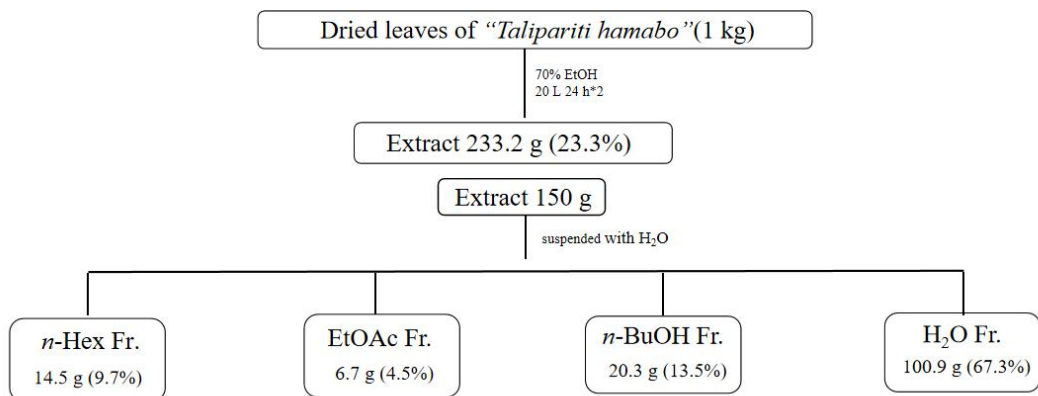 Dried leaves of “Talipariti hamabo”(1 kg)
70% EtOH
20 L 24 h*2
Extract 233.2 g (23.3%)
Extract 150 g
suspended with H₂O
n-Hex Fr.
14.5 g (9.7%)
EtOAc Fr.
6.7 g (4.5%)
n-BuOH Fr.
20.3 g (13.5%)
H₂O Fr.
100.9 g (67.3%)